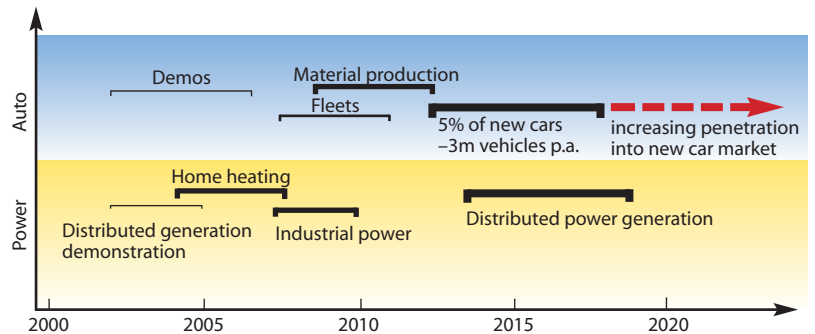 Auto
Demos
Material production
Fleets
5% of new cars
–3m vehicles p.a.
increasing penetration
into new car market
Power
Home heating
Distributed generation
demonstration
Industrial power
Distributed power generation
2000
2005
2010
2015
2020